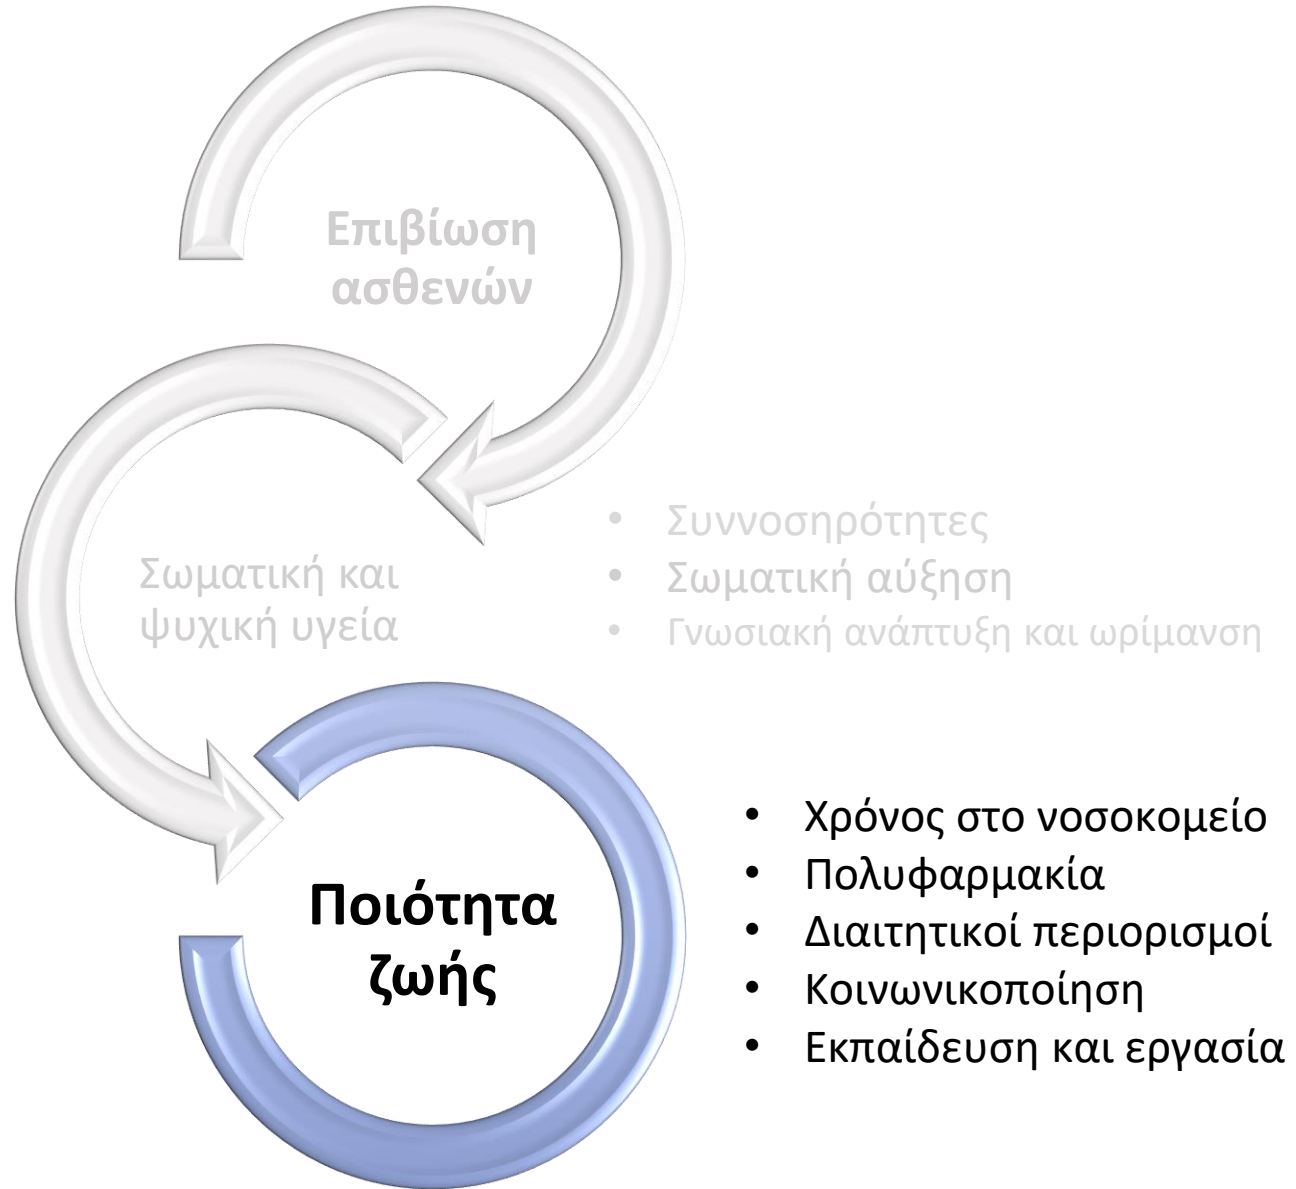 Επιβίωση
ασθενών
Σωματική και
ψυχική υγεία
• Συννοσηρότητες
• Σωματική αύξηση
• Γνωσιακή ανάπτυξη και ωρίμανση
Ποιότητα
ζωής
• Χρόνος στο νοσοκομείο
• Πολυφαρμακία
• Διαιτητικοί περιορισμοί
• Κοινωνικοποίηση
• Εκπαίδευση και εργασία